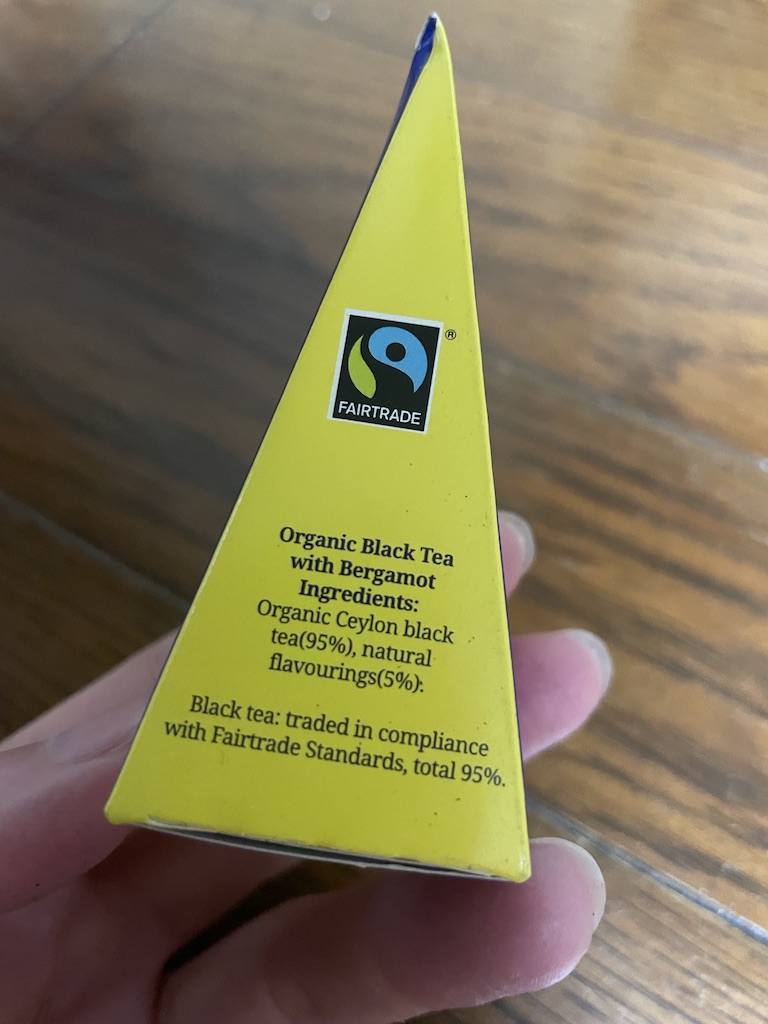 ®
FAIRTRADE
Organic Black Tea
with Bergamot
Ingredients:
Organic Ceylon black
tea(95%), natural
flavourings(5%).
Black tea: traded in compliance
with Fairtrade Standards, total 95%.